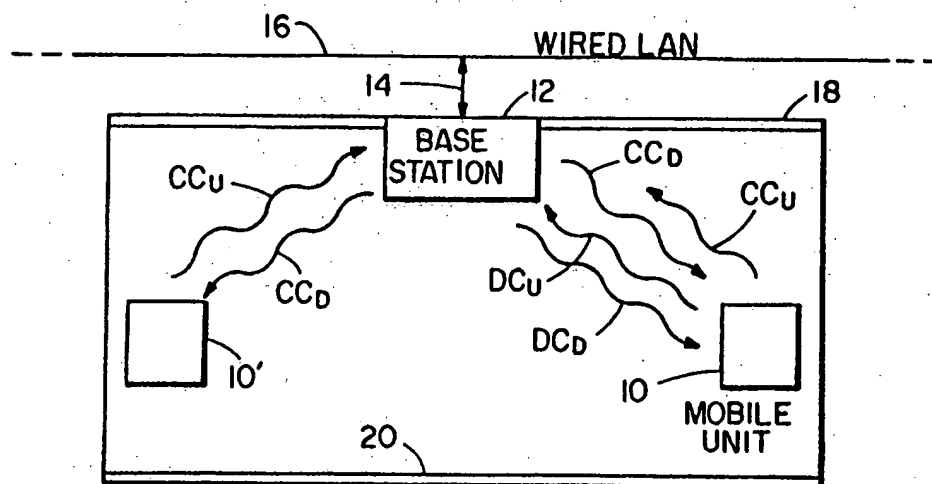 16
WIRED LAN
14
12
18
BASE
STATION
CCU
CCD
CCD
CCU
DCU
DCD
10'
10
MOBILE
UNIT
20